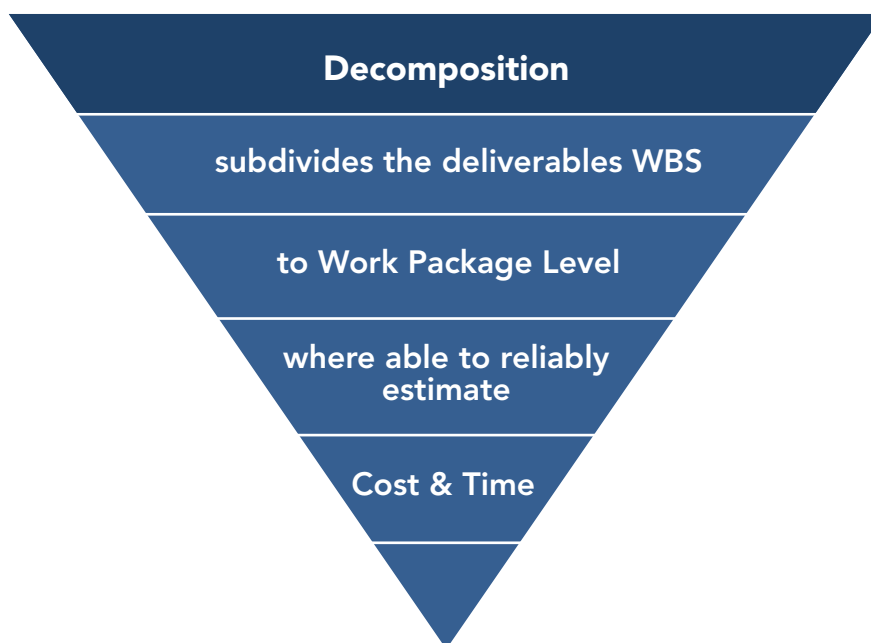 Decomposition
subdivides the deliverables WBS
to Work Package Level
where able to reliably
estimate
Cost & Time